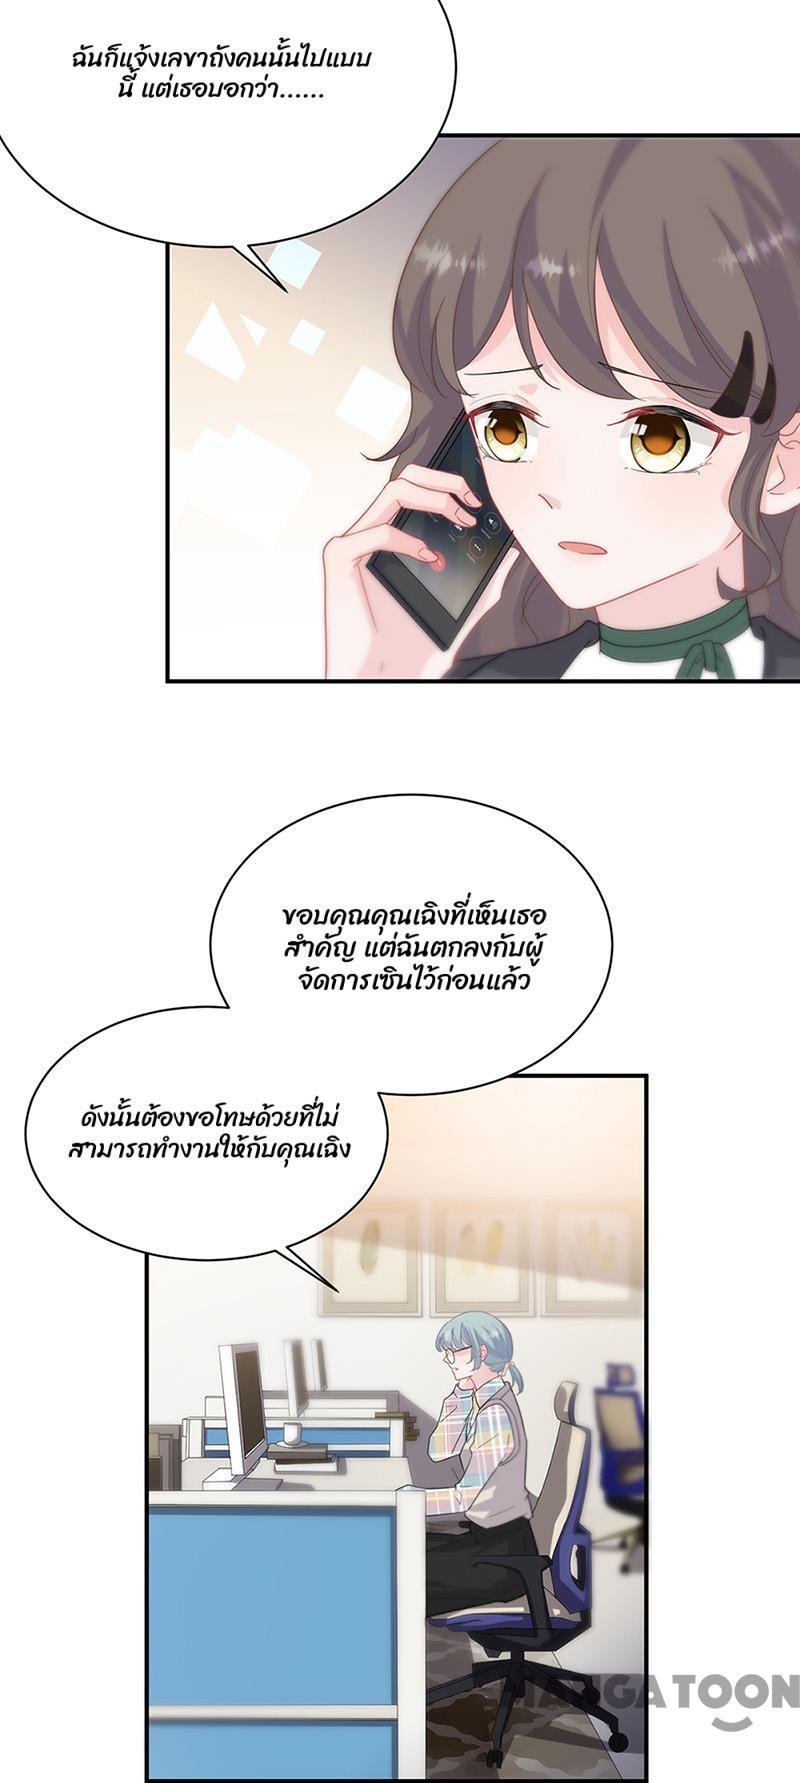 ฉันก็แจ้งเลขาถังคนนั้นไปแบบ
นี้ แต่เธอบอกว่า......
ขอบคุณคุณเฉิงที่เห็นเธอ
สำคัญ แต่ฉันตกลงกับผู้
จัดการเซินไว้ก่อนแล้ว
ดังนั้นต้องขอโทษด้วยที่ไม่
สามารถทำงานให้กับคุณเฉิง
MANGATOON